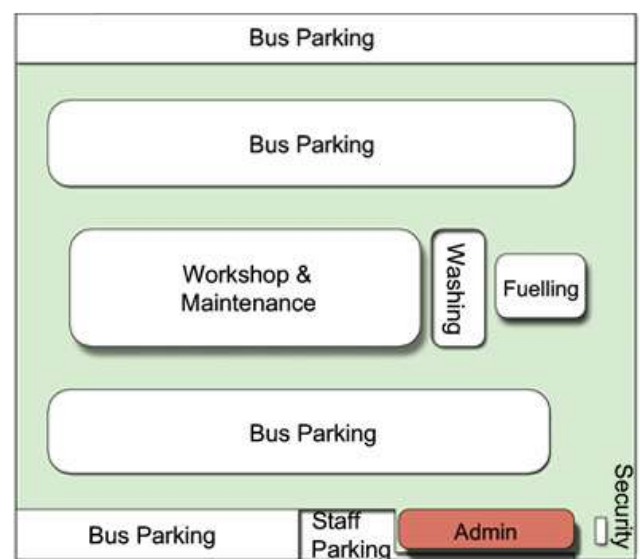 Bus Parking
Bus Parking
Workshop &
Maintenance
Washing
Fuelling
Bus Parking
Security
Bus Parking
Staff
Parking
Admin